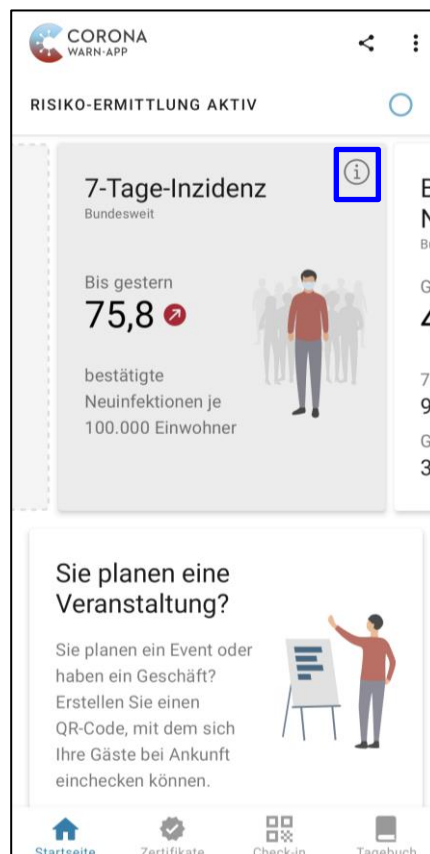 CORONA
WARN-APP
RISIKO-ERMITTLUNG AKTIV
7-Tage-Inzidenz
Bundesweit
Bis gestern
75,8
bestätigte
Neuinfektionen je
100.000 Einwohner
Sie planen eine
Veranstaltung?
Sie planen ein Event oder
haben ein Geschäft?
Erstellen Sie einen
QR-Code, mit dem sich
Ihre Gäste bei Ankunft
einchecken können.
Startseite Zertifikate Check-in Tagebuch